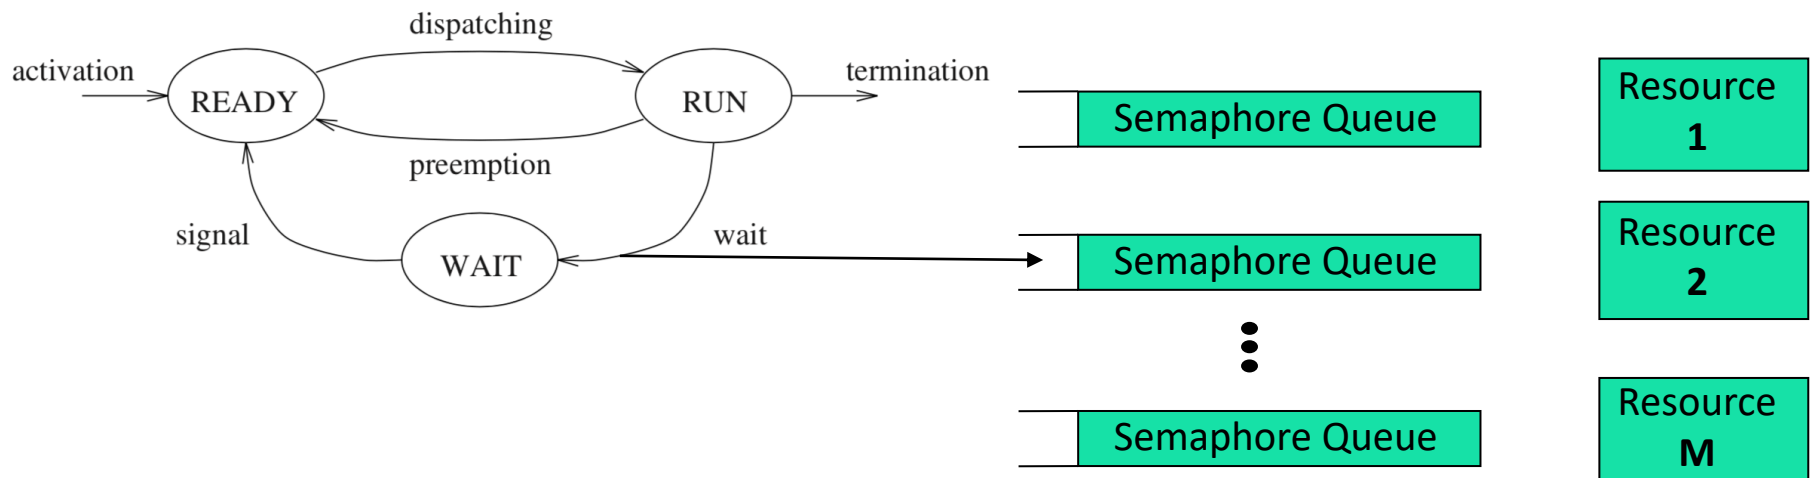 dispatching
activation
READY
RUN
termination
preemption
signal
WAIT
wait
Semaphore Queue
Resource
1
Semaphore Queue
Resource
2
Semaphore Queue
Resource
M